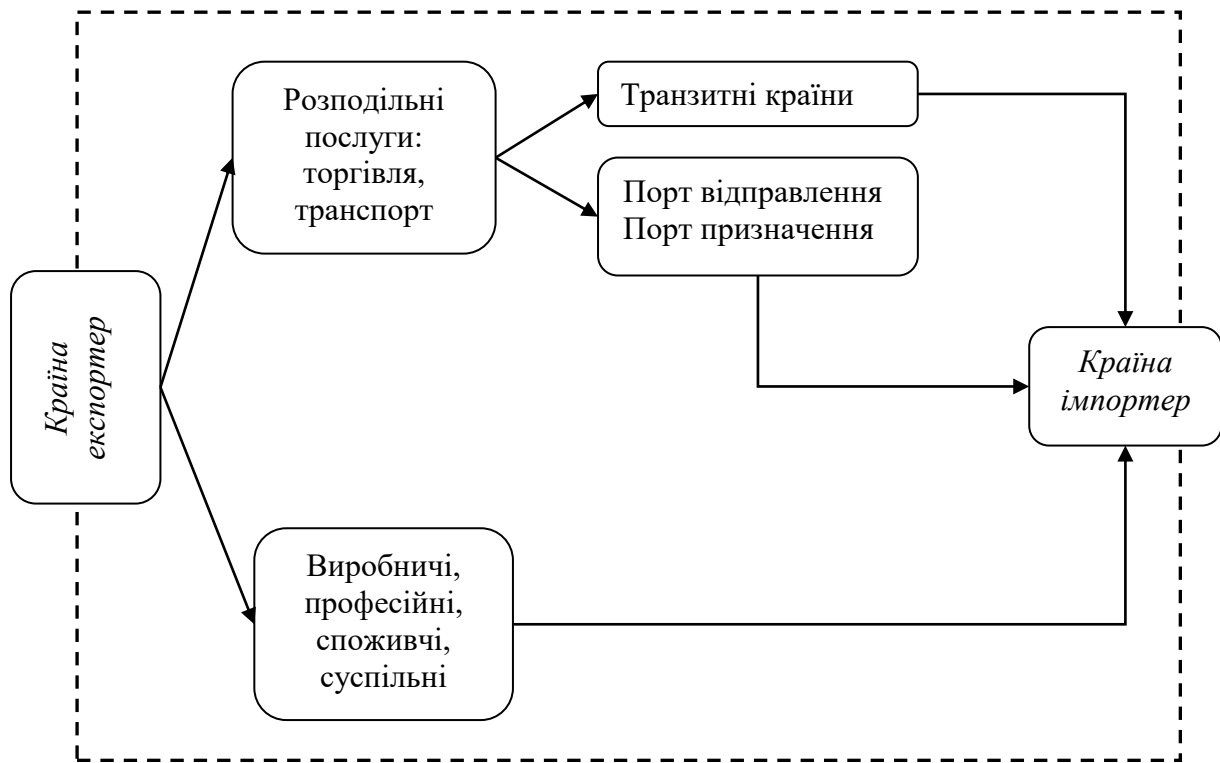 Розподільні
послуги:
торгівля,
транспорт
Транзитні країни
Порт відправлення
Порт призначення
Країна
експортер
Країна
імпортер
Виробничі,
професійні,
споживчі,
суспільні